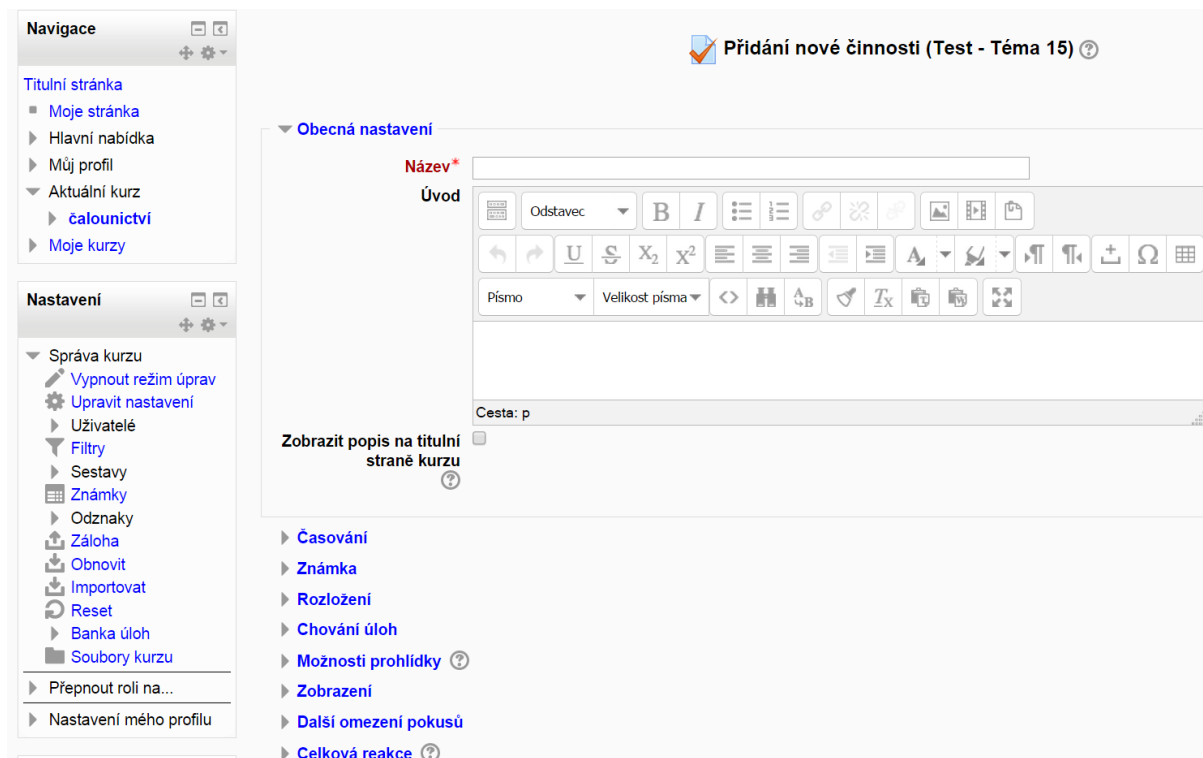 Navigace
Titulní stránka
Moje stránka
Hlavní nabídka
Můj profil
Aktuální kurz
čalounictví
Moje kurzy
Nastavení
Správa kurzu
Vypnout režim úprav
Upravit nastavení
Uživatelé
Filtry
Sestavy
Známky
Odznaky
Záloha
Obnovit
Importovat
Reset
Banka úloh
Soubory kurzu
Přepnout roli na...
Nastavení mého profilu
Přidání nové činnosti (Test - Téma 15)
Obecná nastavení
Název*
Úvod
Odstavec
Písmo
Velikost písma
Cesta: p
Zobrazit popis na titulní
straně kurzu
Časování
Známka
Rozložení
Chování úloh
Možnosti prohlídky
Zobrazení
Další omezení pokusů
Celková reakce